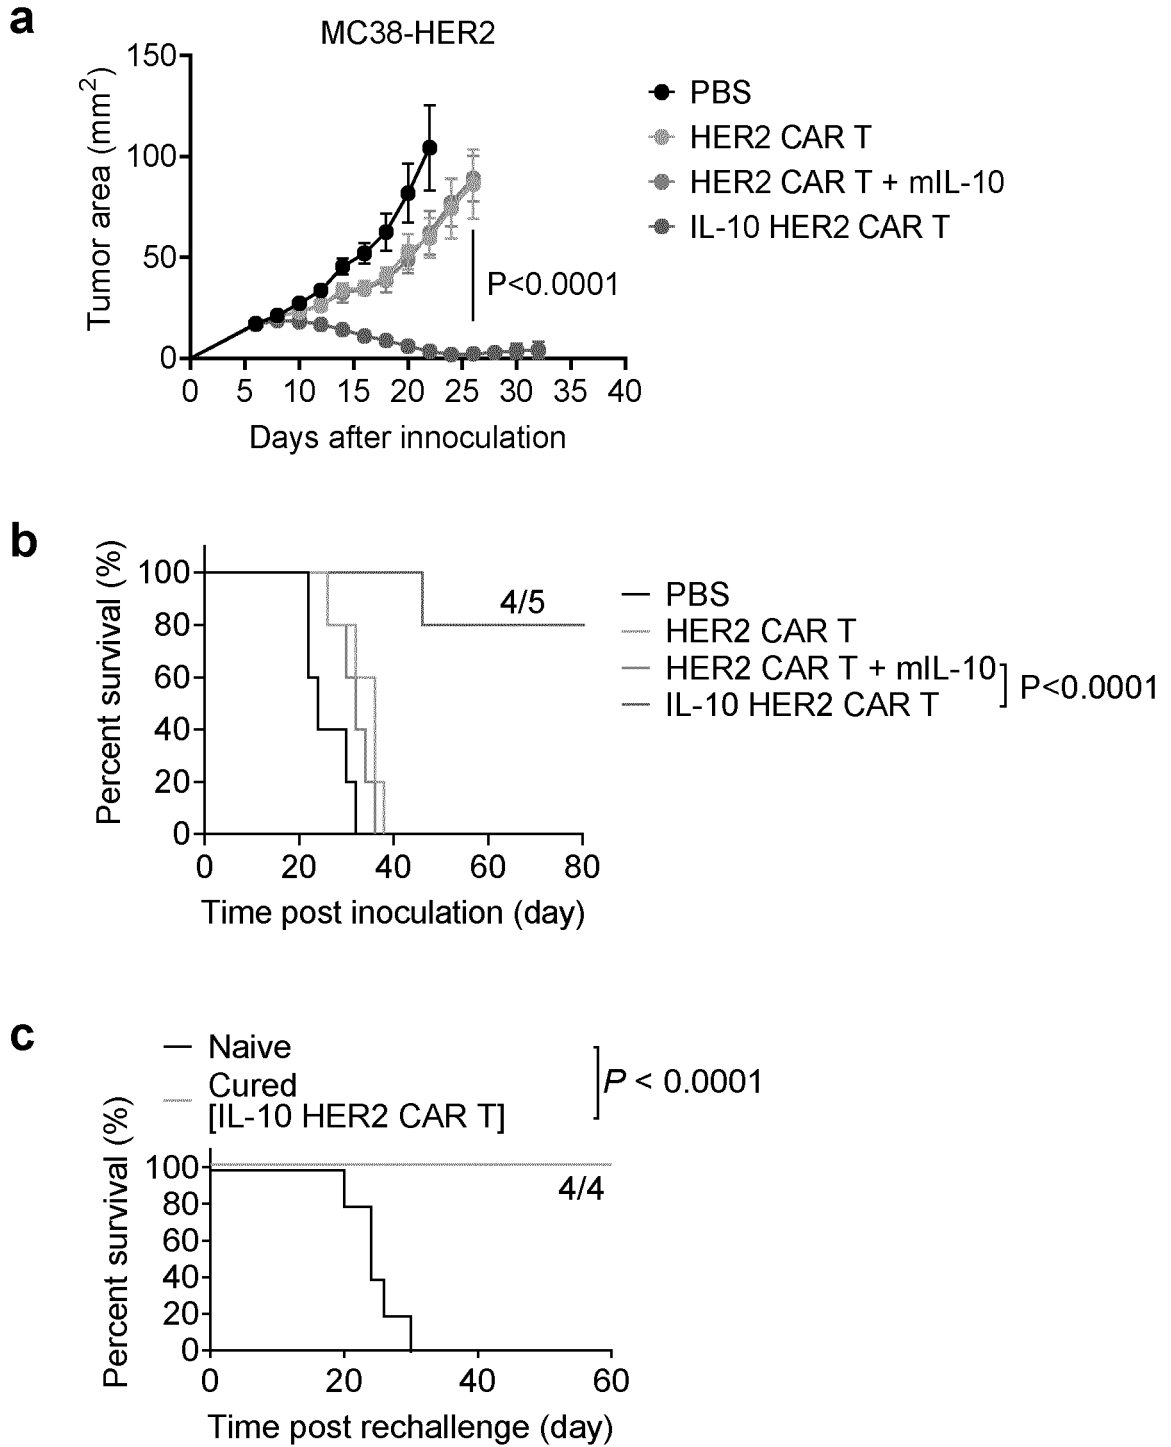 a
MC38-HER2
150
100
50
0
Tumor area (mm2)
0 5 10 15 20 25 30 35 40
Days after innoculation
P<0.0001
PBS
HER2 CAR T
HER2 CAR T + mIL-10
IL-10 HER2 CAR T
b
Percent survival (%)
100
80
60
40
20
0
0 20 40 60 80
Time post inoculation (day)
4/5
PBS
HER2 CAR T
HER2 CAR T + mIL-10
IL-10 HER2 CAR T
P<0.0001
c
Naive
Cured
[IL-10 HER2 CAR T]
P < 0.0001
Percent survival (%)
100
80
60
40
20
0
4/4
0 20 40 60
Time post rechallenge (day)